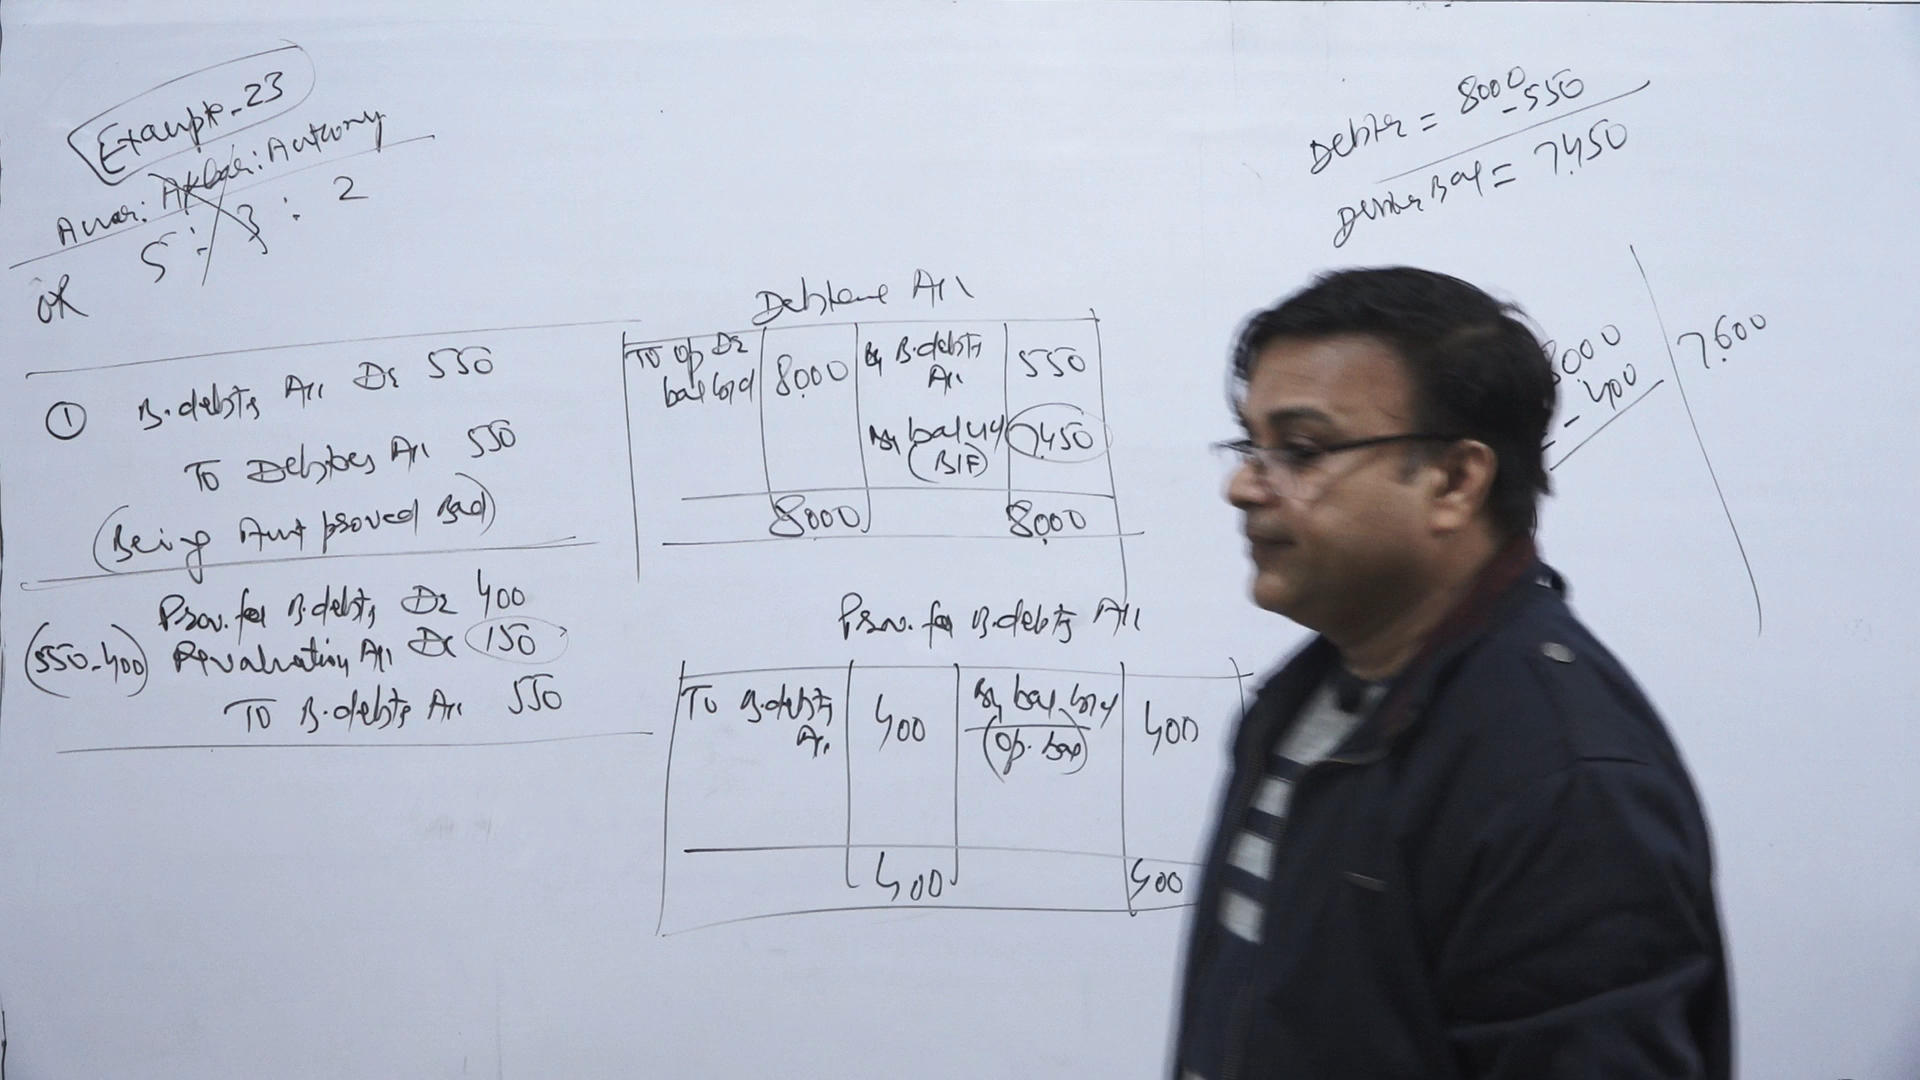 Example-23
Amar: Akbar: Antony
5 : 3 : 2
① B.debts A/c Dr 550
To Debtors A/c 550
(Being Amt proved Bad)
Prov. for B.debts Dr 400
(550-400) Revaluation A/c Dr 150
To B.debts A/c 550
Debtors A/c
To op Dr bal b/d 8000 By B.debts A/c 550
By bal c/d (B/F) 7450
8000 8000
Prov. for B.debts A/c
To B.debts A/c 400 By bal b/d (op. bal) 400
400 400
Debtr = 8000
- 550
Debtr Bal = 7450
8000
- 400
7600